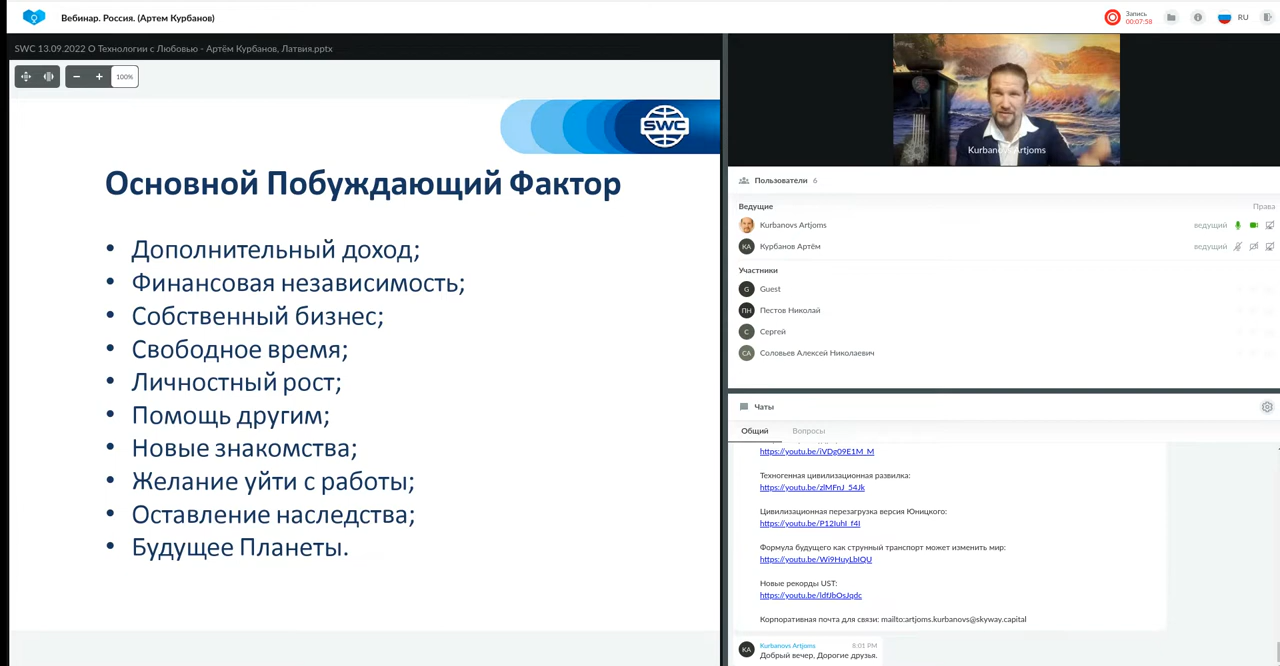 Вебинар. Россия. (Артем Курбанов)
Запись
00:07:58
RU
SWC 13.09.2022 О Технологии с Любовью - Артём Курбанов, Латвия.pptx
100%
SWC
Основной Побуждающий Фактор
• Дополнительный доход;
• Финансовая независимость;
• Собственный бизнес;
• Свободное время;
• Личностный рост;
• Помощь другим;
• Новые знакомства;
• Желание уйти с работы;
• Оставление наследства;
• Будущее Планеты.
Artjoms
Пользователи 6
Ведущие Права
Kurbanovs Artjoms ведущий
КА Курбанов Артём ведущий
Участники
G Guest
ПН Пестов Николай
С Сергей
СА Соловьев Алексей Николаевич
Чаты
Общий Вопросы
https://youtu.be/iVDg09E1M_M
Техногенная цивилизационная развилка:
https://youtu.be/zlMFnJ_54Jk
Цивилизационная перезагрузка версия Юницкого:
https://youtu.be/P12Iuhl_f4I
Формула будущего как струнный транспорт может изменить мир:
https://youtu.be/Wi9HuyLbIQU
Новые рекорды UST:
https://youtu.be/ldfJbOsJqdc
Корпоративная почта для связи: mailto:artjoms.kurbanovs@skyway.capital
KA Kurbanovs Artjoms 8:01 PM
Добрый вечер, Дорогие друзья.